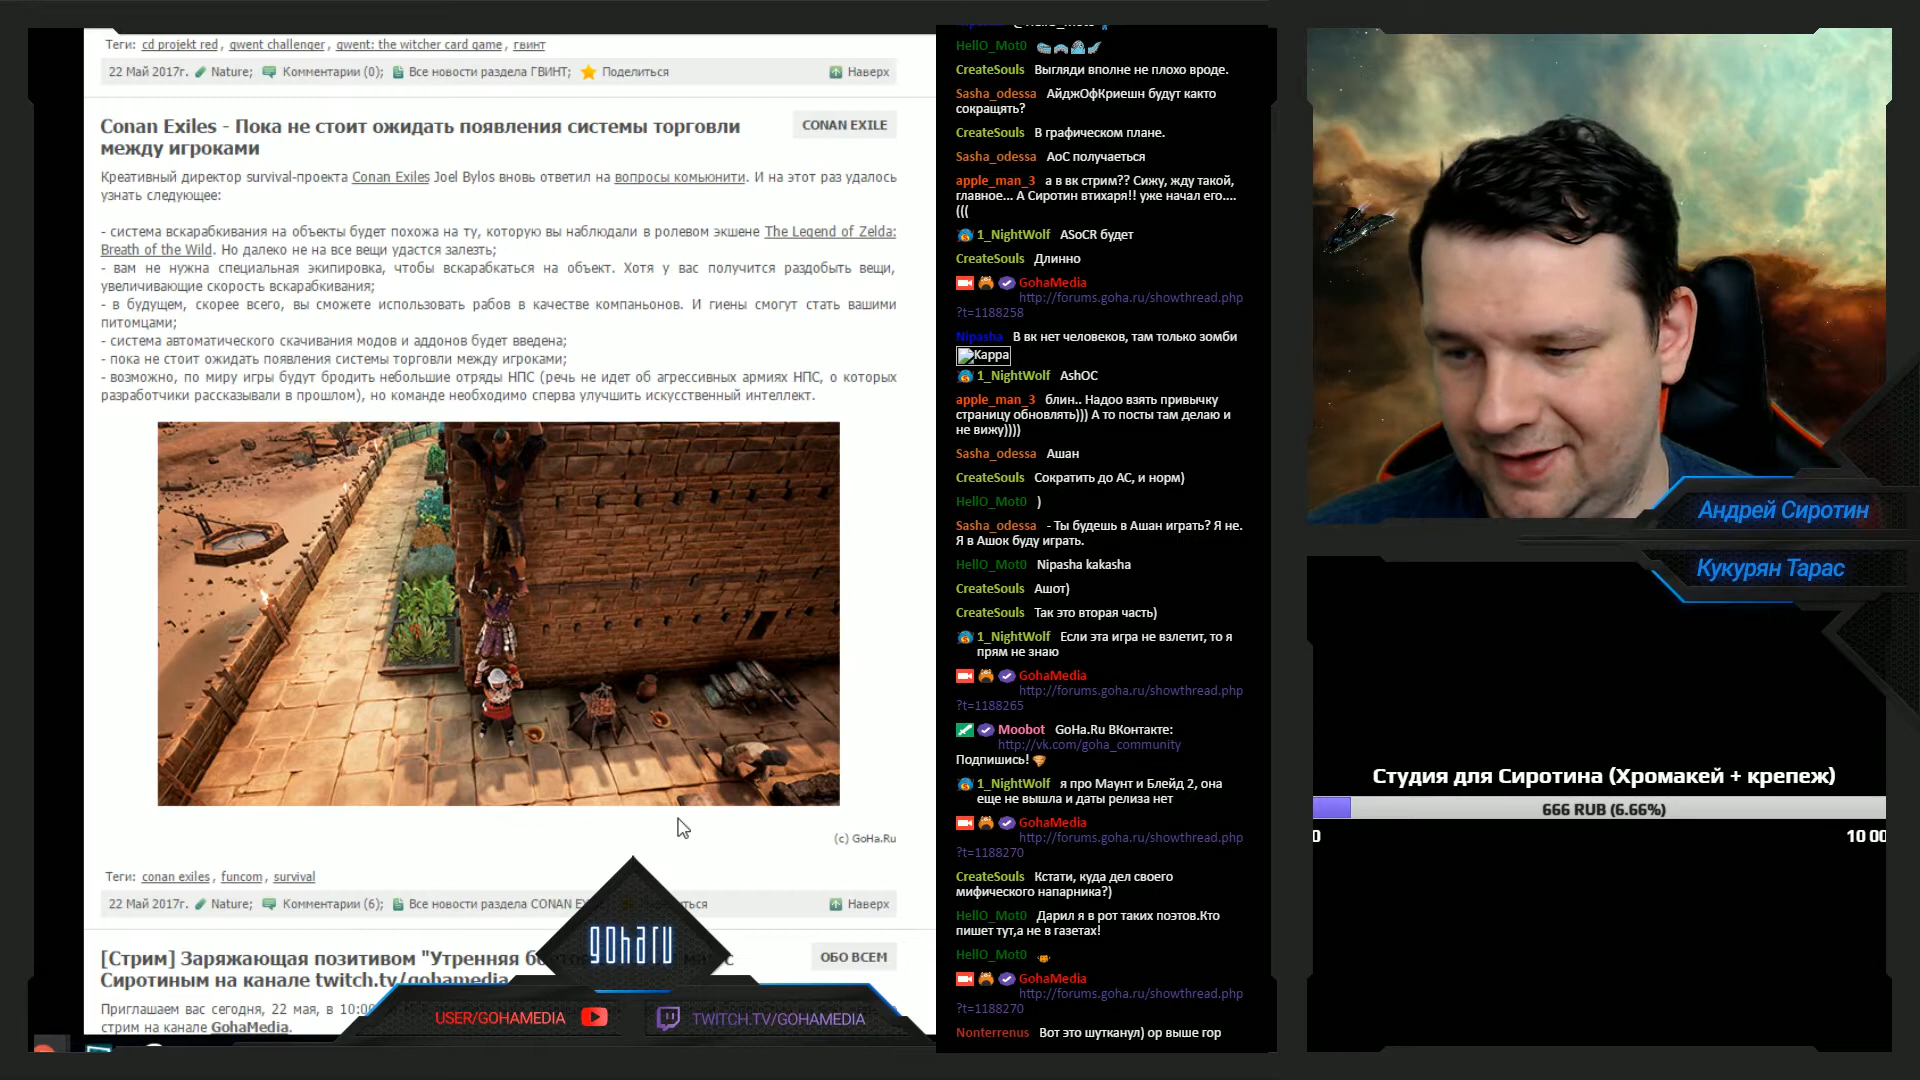 Теги: cd projekt red, gwent challenger, gwent: the witcher card game, гвинт
22 Май 2017г. Nature; Комментарии (0); Все новости раздела ГВИНТ; Поделиться Наверх
Conan Exiles - Пока не стоит ожидать появления системы торговли
между игроками
CONAN EXILE
Креативный директор survival-проекта Conan Exiles Joel Bylos вновь ответил на вопросы комьюнити. И на этот раз удалось
узнать следующее:
- система вскарабкивания на объекты будет похожа на ту, которую вы наблюдали в ролевом экшене The Legend of Zelda:
Breath of the Wild. Но далеко не на все вещи удастся залезть;
- вам не нужна специальная экипировка, чтобы вскарабкаться на объект. Хотя у вас получится раздобыть вещи,
увеличивающие скорость вскарабкивания;
- в будущем, скорее всего, вы сможете использовать рабов в качестве компаньонов. И гиены смогут стать вашими
питомцами;
- система автоматического скачивания модов и аддонов будет введена;
- пока не стоит ожидать появления системы торговли между игроками;
- возможно, по миру игры будут бродить небольшие отряды НПС (речь не идет об агрессивных армиях НПС, о которых
разработчики рассказывали в прошлом), но команде необходимо сперва улучшить искусственный интеллект.
(c) GoHa.Ru
Теги: conan exiles, funcom, survival
22 Май 2017г. Nature; Комментарии (6); Все новости раздела CONAN Наверх
[Стрим] Заряжающая позитивом "Утренняя
Сиротиным на канале twitch.tv/gohamedia
ОБО ВСЕМ
Приглашаем вас сегодня, 22 мая, в 10:0
стрим на канале GohaMedia.
goharu
USER/GOHAMEDIA
TWITCH.TV/GOHAMEDIA
HellO_Mot0
CreateSouls Выгляди вполне не плохо вроде.
Sasha_odessa АйджОфКриешн будут както
сокращять?
CreateSouls В графическом плане.
Sasha_odessa АоС получаеться
apple_man_3 а в вк стрим?? Сижу, жду такой,
главное... А Сиротин втихаря!! уже начал его....
(((
1_NightWolf ASoCR будет
CreateSouls Длинно
GohaMedia
http://forums.goha.ru/showthread.php
?t=1188258
Nipasha В вк нет человеков, там только зомби
Kappa
1_NightWolf AshOC
apple_man_3 блин.. Надоо взять привычку
страницу обновлять))) А то посты там делаю и
не вижу))))
Sasha_odessa Ашан
CreateSouls Сократить до АС, и норм)
HellO_Mot0 )
Sasha_odessa - Ты будешь в Ашан играть? Я не.
Я в Ашок буду играть.
HellO_Mot0 Nipasha kakasha
CreateSouls Ашот)
CreateSouls Так это вторая часть)
1_NightWolf Если эта игра не взлетит, то я
прям не знаю
GohaMedia
http://forums.goha.ru/showthread.php
?t=1188265
Moobot GoHa.Ru ВКонтакте:
http://vk.com/goha_community
Подпишись!
1_NightWolf я про Маунт и Блейд 2, она
еще не вышла и даты релиза нет
GohaMedia
http://forums.goha.ru/showthread.php
?t=1188270
CreateSouls Кстати, куда дел своего
мифического напарника?)
HellO_Mot0 Дарил я в рот таких поэтов.Кто
пишет тут,а не в газетах!
HellO_Mot0
GohaMedia
http://forums.goha.ru/showthread.php
?t=1188270
Nonterrenus Вот это шутканул) ор выше гор
Андрей Сиротин
Кукурян Тарас
Студия для Сиротина (Хромакей + крепеж)
666 RUB (6.66%)
0
10 00